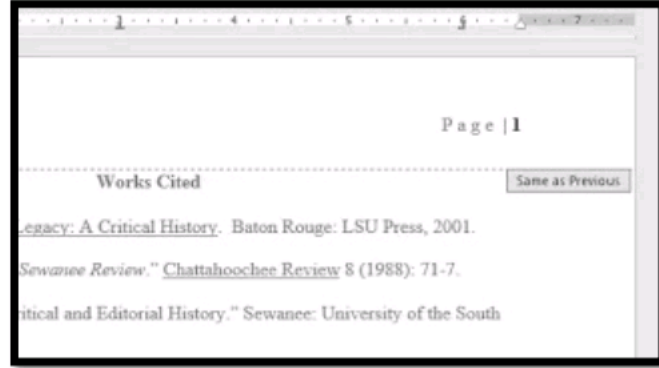 3 4 5 6 7
Page | 1
Works Cited
Same as Previous
Legacy: A Critical History. Baton Rouge: LSU Press, 2001.
Sewanee Review." Chattahoochee Review 8 (1988): 71-7.
itical and Editorial History." Sewanee: University of the South